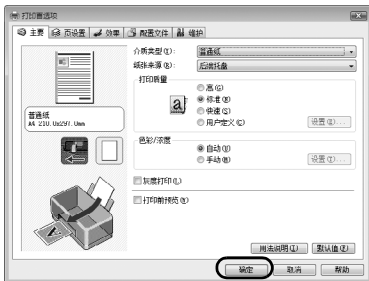 打印首选项
主要 页设置 效果 配置文件 维护
介质类型(Y): 普通纸
纸张来源(B): 后端托盘
打印质量
高(G)
标准(R)
快速(S)
用户定义(C) 设置(E)...
普通纸
A4 210.0x297.0mm
色彩/浓度
自动(U)
手动(N) 设置(T)...
灰度打印(L)
打印前预览(W)
用法说明(I) 默认值(F)
确定 取消 帮助